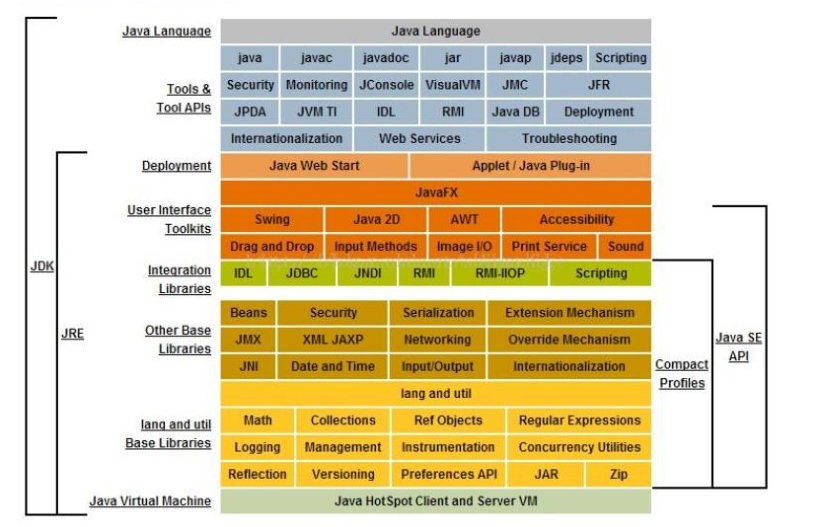 Java Language Java Language
java javac javadoc jar javap jdeps Scripting
Tools & Security Monitoring JConsole VisualVM JMC JFR
Tool APIs JPDA JVM TI IDL RMI Java DB Deployment
Internationalization Web Services Troubleshooting
Deployment Java Web Start Applet / Java Plug-in
JavaFX
User Interface
Toolkits Swing Java 2D AWT Accessibility
Drag and Drop Input Methods Image I/O Print Service Sound
JDK
Integration
Libraries IDL JDBC JNDI RMI RMI-IIOP Scripting
Beans Security Serialization Extension Mechanism
JRE
Other Base
Libraries JMX XML JAXP Networking Override Mechanism
Java SE
API
JNI Date and Time Input/Output Internationalization
Compact
Profiles
lang and util
lang and util
Base Libraries Math Collections Ref Objects Regular Expressions
Logging Management Instrumentation Concurrency Utilities
Reflection Versioning Preferences API JAR Zip
Java Virtual Machine Java HotSpot Client and Server VM